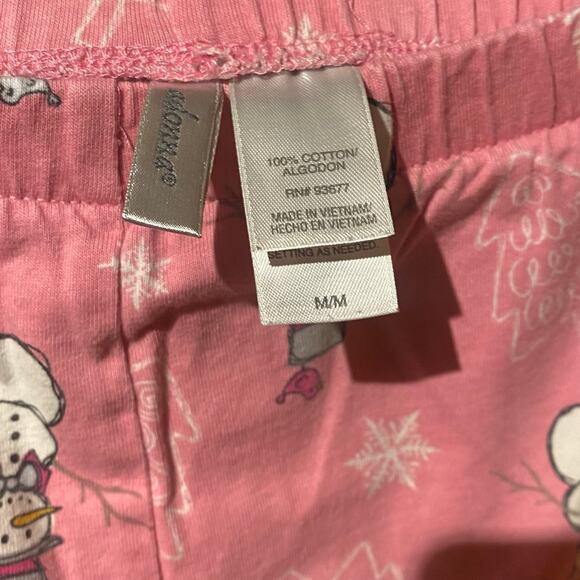 100% COTTON/
ALGODON
RN# 93677
MADE IN VIETNAM/
HECHO EN VIETNAM
SETTING AS NEEDED.
M/M